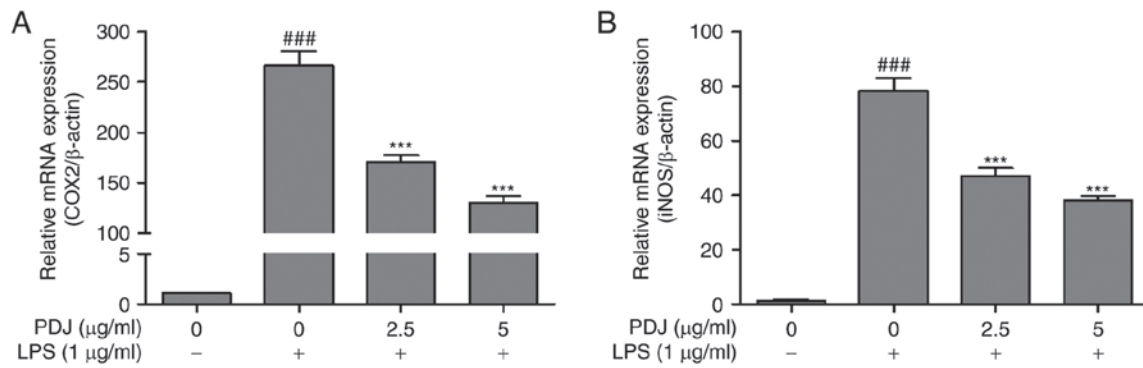 A
Relative mRNA expression
(COX2/β-actin)
300
250
200
150
100
5
0
###
***
***
PDJ (µg/ml) 0 0 2.5 5
LPS (1 µg/ml) – + + +
B
Relative mRNA expression
(iNOS/β-actin)
100
80
60
40
20
0
###
***
***
PDJ (µg/ml) 0 0 2.5 5
LPS (1 µg/ml) – + + +